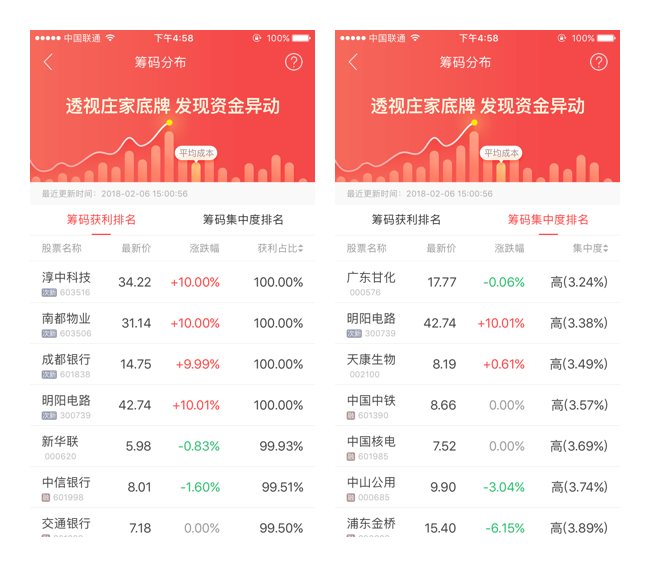 中国联通 下午4:58 100%
筹码分布
透视庄家底牌 发现资金异动
平均成本
最近更新时间：2018-02-06 15:00:56
筹码获利排名 筹码集中度排名
股票名称 最新价 涨跌幅 获利占比
淳中科技 34.22 +10.00% 100.00%
次新 603516
南都物业 31.14 +10.00% 100.00%
次新 603506
成都银行 14.75 +9.99% 100.00%
次新 601838
明阳电路 42.74 +10.01% 100.00%
次新 300739
新华联 5.98 -0.83% 99.93%
000620
中信银行 8.01 -1.60% 99.51%
融 601998
交通银行 7.18 0.00% 99.50%
中国联通 下午4:58 100%
筹码分布
透视庄家底牌 发现资金异动
平均成本
最近更新时间：2018-02-06 15:00:56
筹码获利排名 筹码集中度排名
股票名称 最新价 涨跌幅 集中度
广东甘化 17.77 -0.06% 高(3.24%)
000576
明阳电路 42.74 +10.01% 高(3.38%)
次新 300739
天康生物 8.19 +0.61% 高(3.49%)
002100
中国中铁 8.66 0.00% 高(3.57%)
融 601390
中国核电 7.52 0.00% 高(3.69%)
融 601985
中山公用 9.90 -3.04% 高(3.74%)
融 000685
浦东金桥 15.40 -6.15% 高(3.89%)